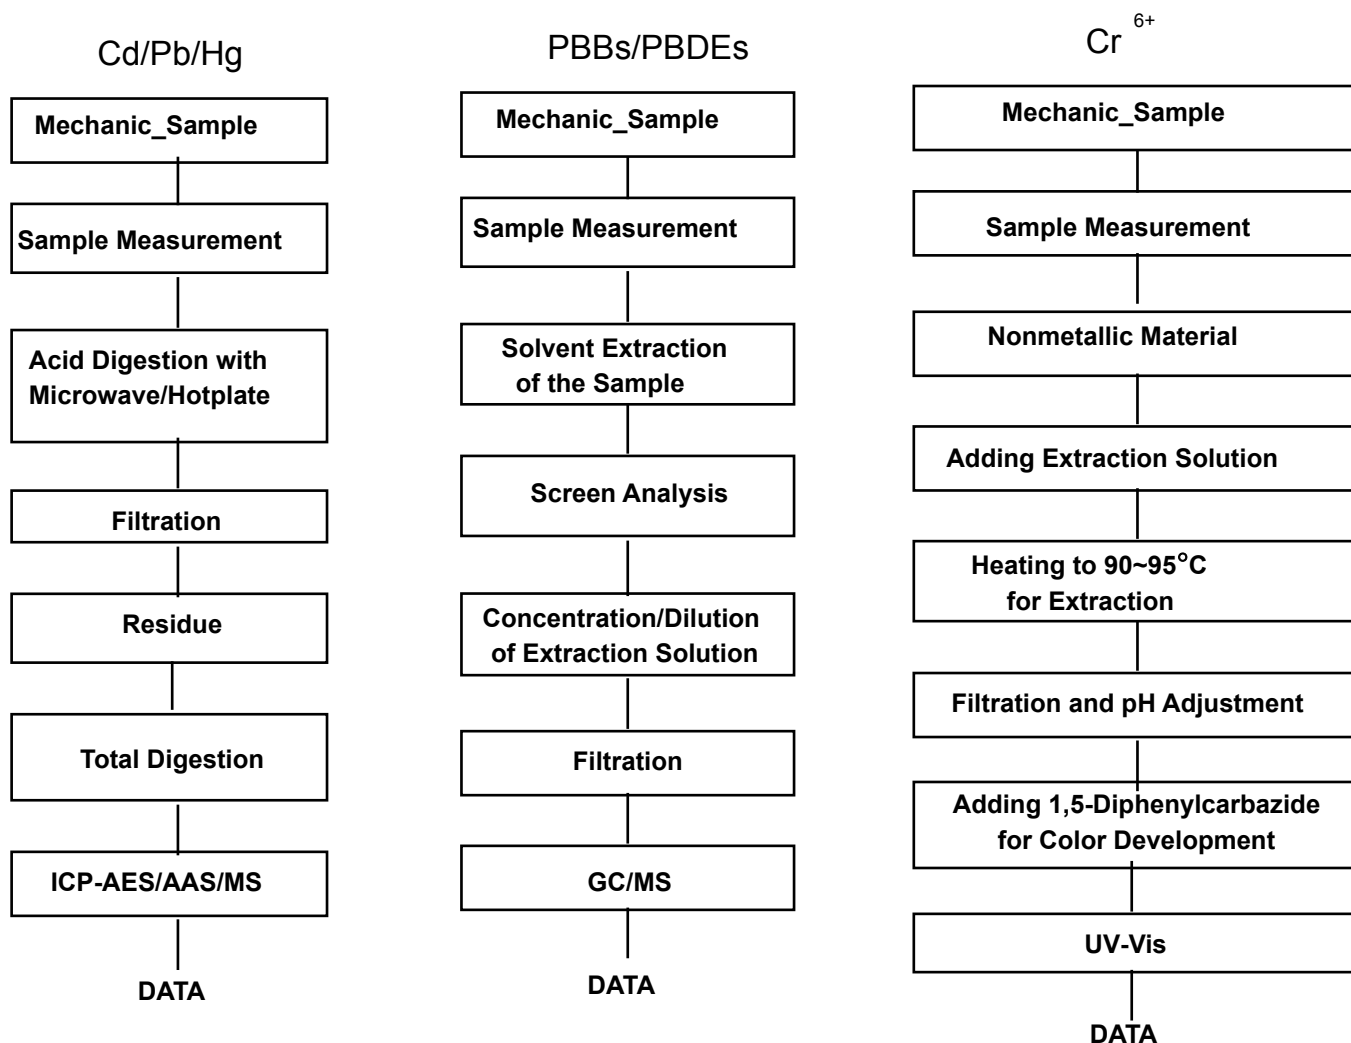 Cd/Pb/Hg
Mechanic_Sample
Sample Measurement
Acid Digestion with
Microwave/Hotplate
Filtration
Residue
Total Digestion
ICP-AES/AAS/MS
DATA
PBBs/PBDEs
Mechanic_Sample
Sample Measurement
Solvent Extraction
of the Sample
Screen Analysis
Concentration/Dilution
of Extraction Solution
Filtration
GC/MS
DATA
Cr 6+
Mechanic_Sample
Sample Measurement
Nonmetallic Material
Adding Extraction Solution
Heating to 90~95°C
for Extraction
Filtration and pH Adjustment
Adding 1,5-Diphenylcarbazide
for Color Development
UV-Vis
DATA